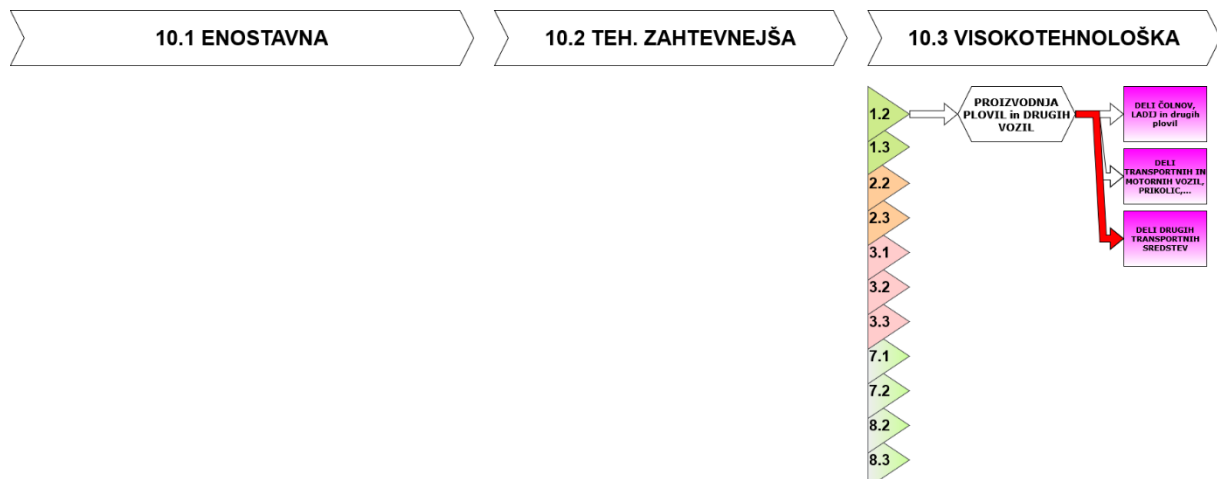 10.1 ENOSTAVNA
10.2 TEH. ZAHTEVNEJŠA
10.3 VISOKOTEHNOLOŠKA
1.2
1.3
2.2
2.3
3.1
3.2
3.3
7.1
7.2
8.2
8.3
PROIZVODNJA
PLOVIL in DRUGIH
VOZIL
DELI ČOLNOV,
LADIJ in drugih
plovil
DELI
TRANSPORTNIH IN
MOTORNIH VOZIL,
PRIKOLIC,...
DELI DRUGIH
TRANSPORTNIH
SREDSTEV